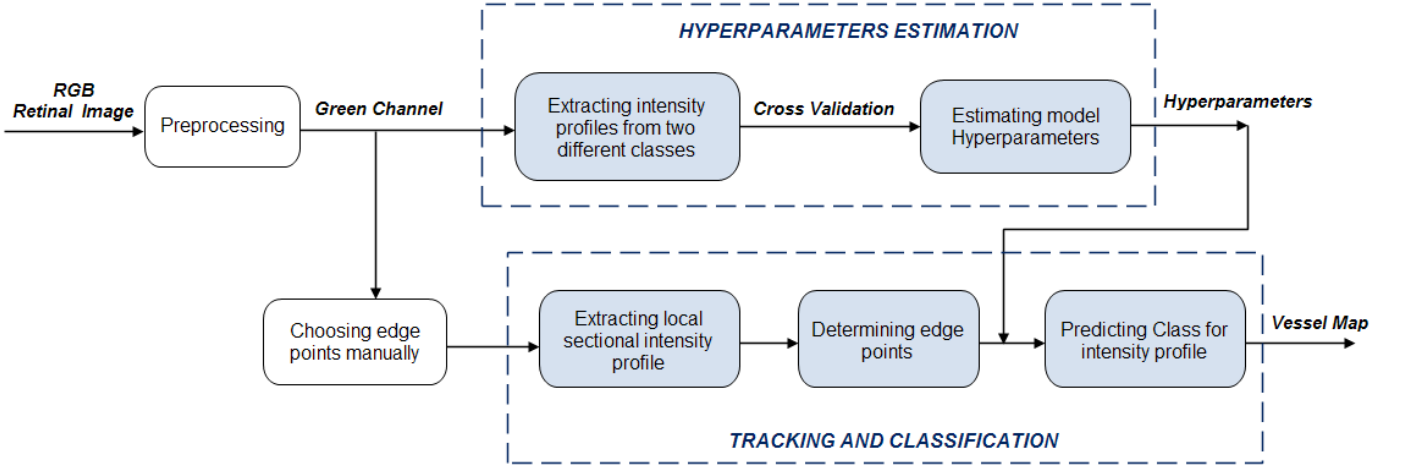 HYPERPARAMETERS ESTIMATION
RGB
Retinal Image
Preprocessing
Green Channel
Extracting intensity
profiles from two
different classes
Cross Validation
Estimating model
Hyperparameters
Hyperparameters
Choosing edge
points manually
Extracting local
sectional intensity
profile
Determining edge
points
Predicting Class for
intensity profile
Vessel Map
TRACKING AND CLASSIFICATION